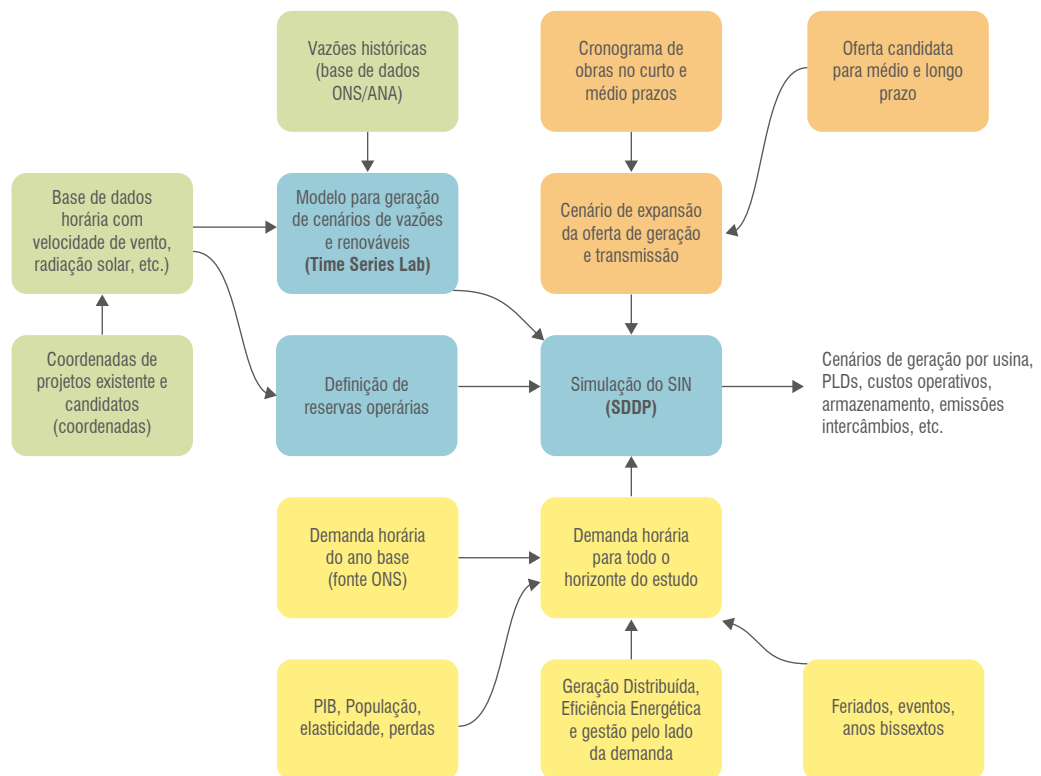 Vazões históricas
(base de dados
ONS/ANA)
Cronograma de
obras no curto e
médio prazos
Oferta candidata
para médio e longo
prazo
Base de dados
horária com
velocidade de vento,
radiação solar, etc.)
Modelo para geração
de cenários de vazões
e renováveis
(Time Series Lab)
Cenário de expansão
da oferta de geração
e transmissão
Coordenadas de
projetos existente e
candidatos
(coordenadas)
Definição de
reservas operárias
Simulação do SIN
(SDDP)
Cenários de geração por usina,
PLDs, custos operativos,
armazenamento, emissões
intercâmbios, etc.
Demanda horária
do ano base
(fonte ONS)
Demanda horária
para todo o
horizonte do estudo
PIB, População,
elasticidade, perdas
Geração Distribuída,
Eficiência Energética
e gestão pelo lado
da demanda
Feriados, eventos,
anos bissextos